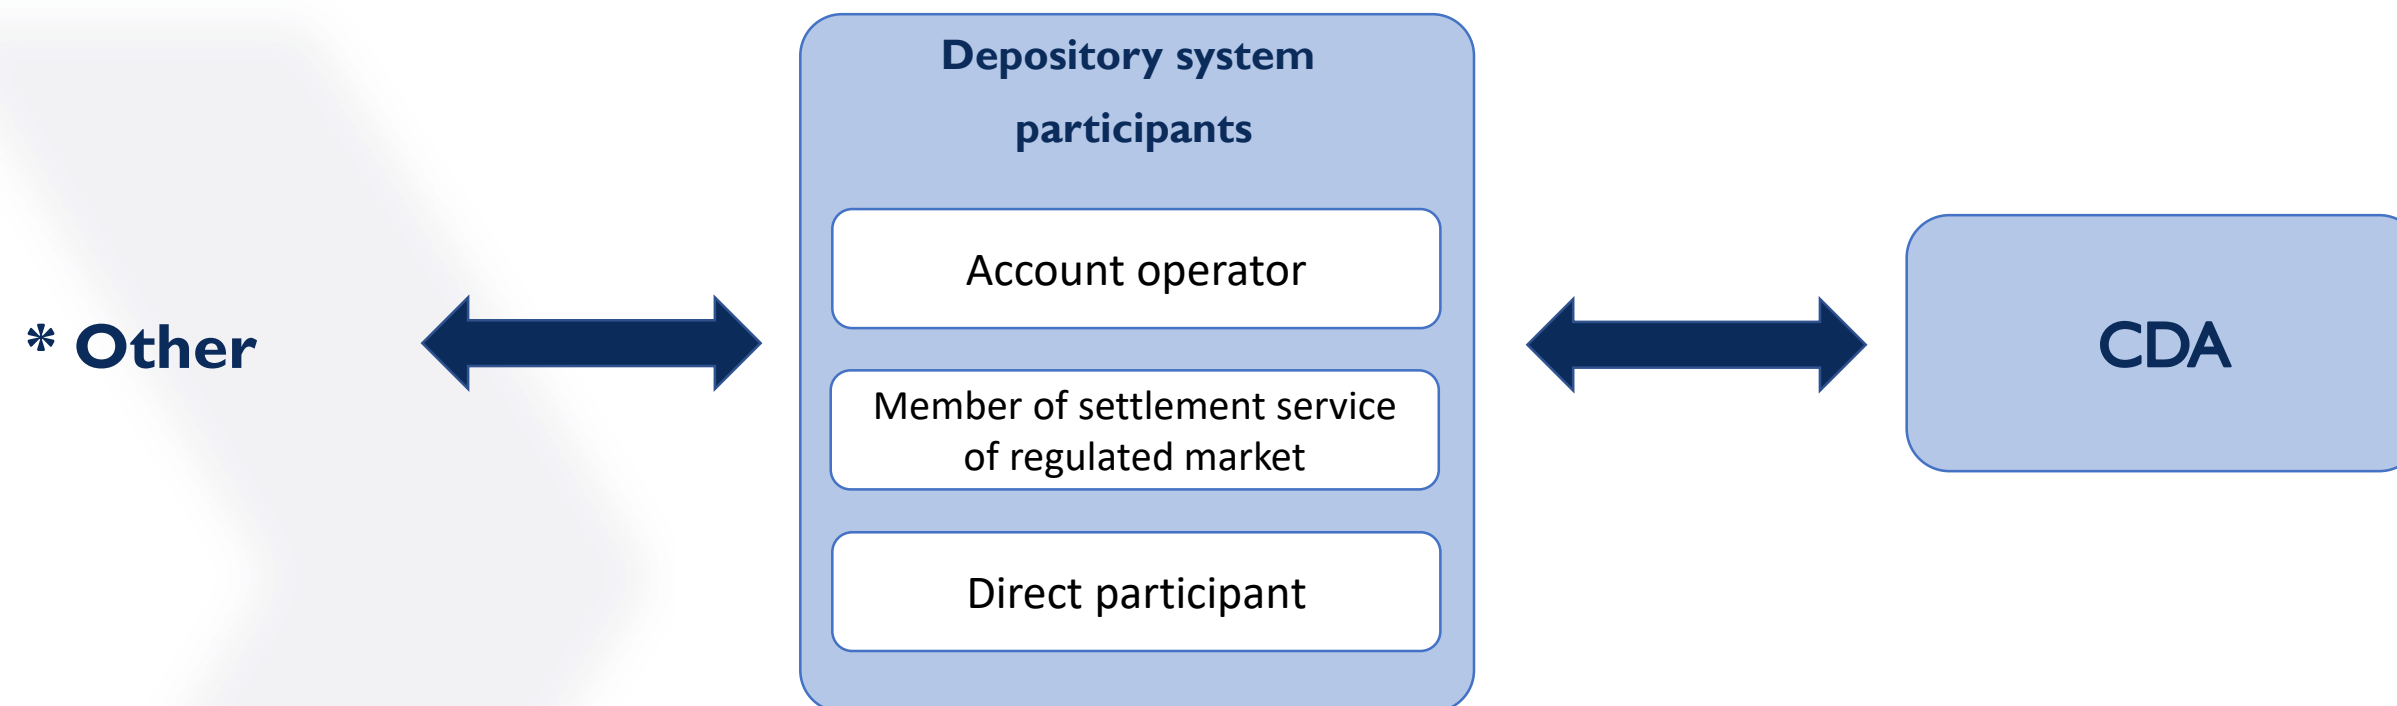 Depository system
participants
Account operator
* Other
CDA
Member of settlement service
of regulated market
Direct participant